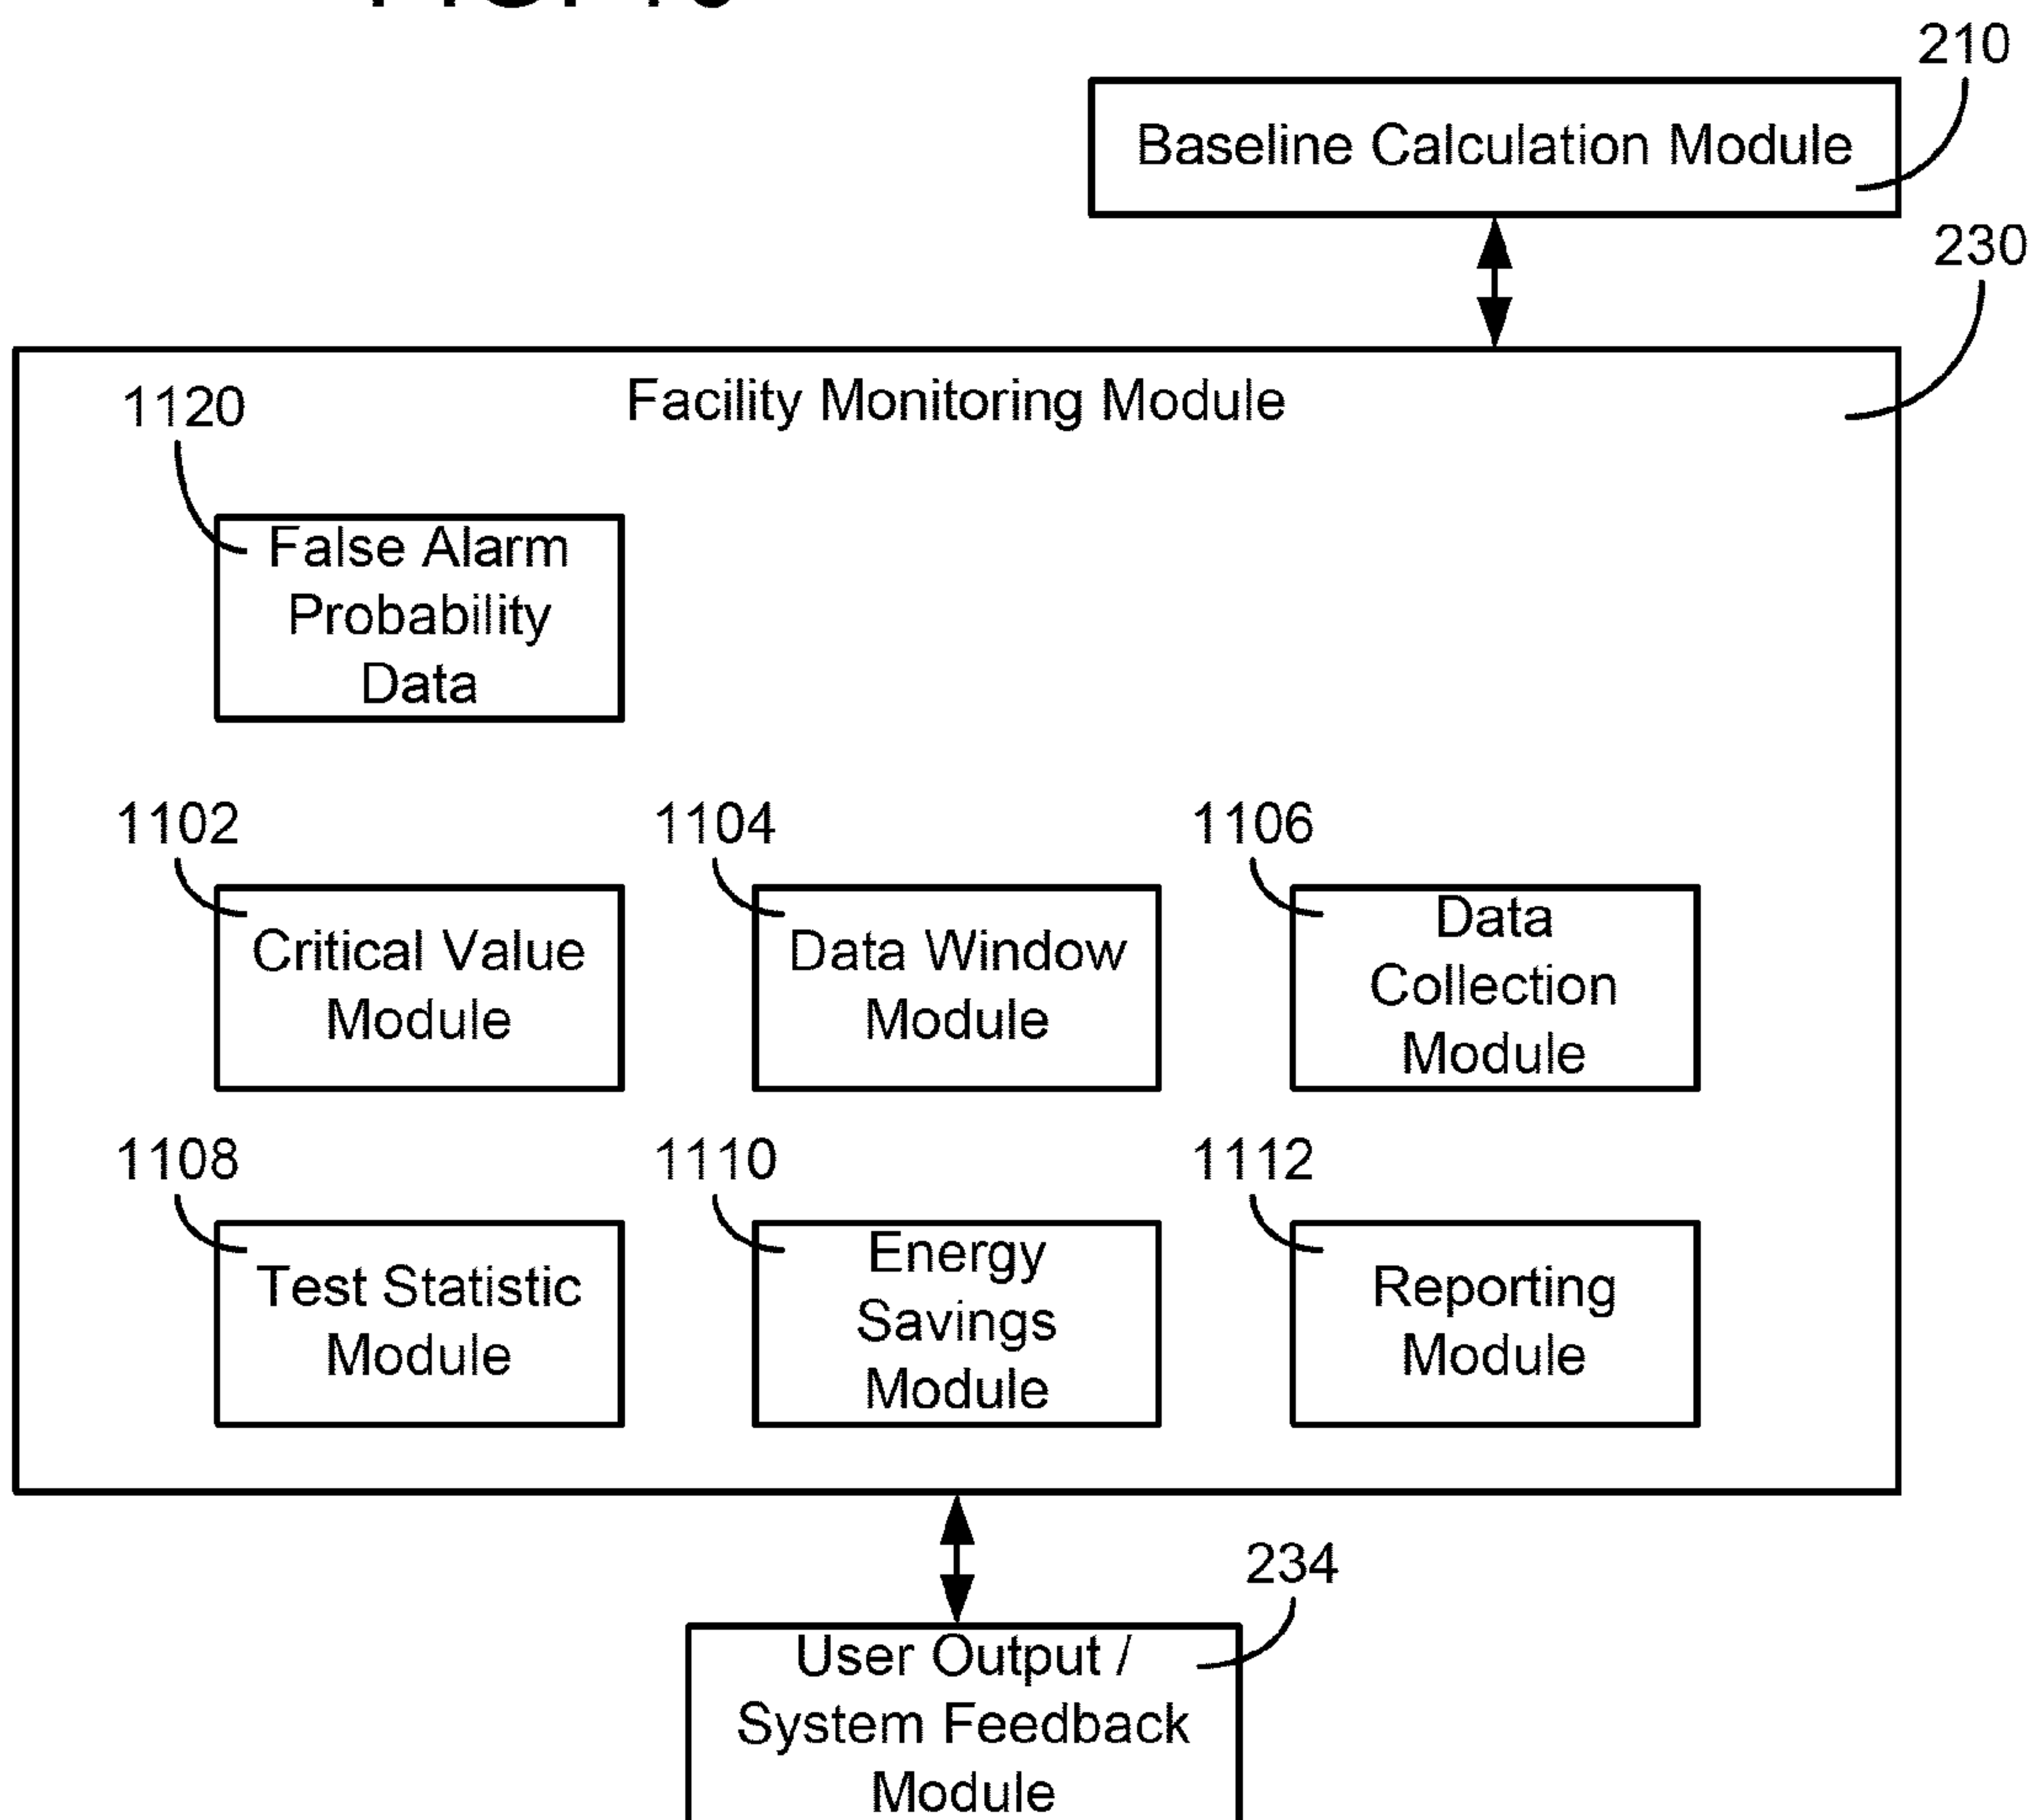 210
Baseline Calculation Module
230
Facility Monitoring Module
1120
False Alarm
Probability
Data
1102
1104
1106
Critical Value
Module
Data Window
Module
Data
Collection
Module
1108
1110
1112
Test Statistic
Module
Energy
Savings
Module
Reporting
Module
234
User Output /
System Feedback
Module